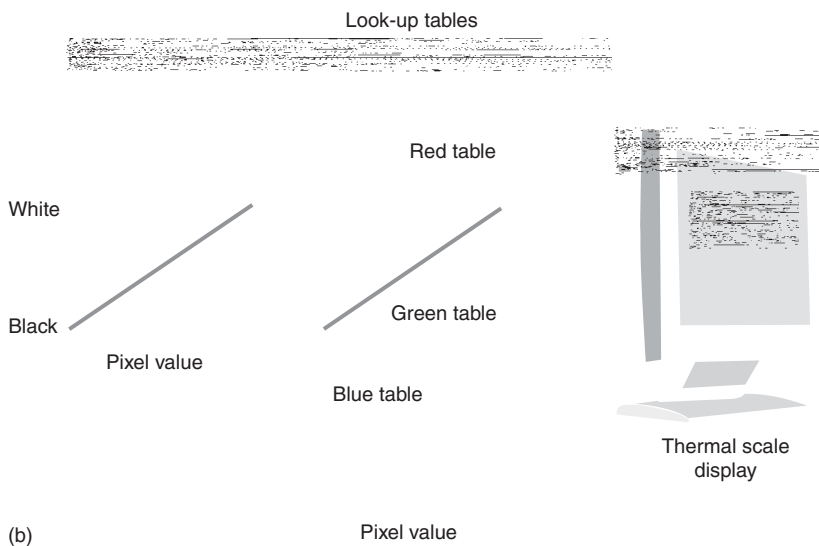 Look-up tables
Red table
White
Green table
Black
Pixel value
Blue table
Thermal scale
display
(b)
Pixel value